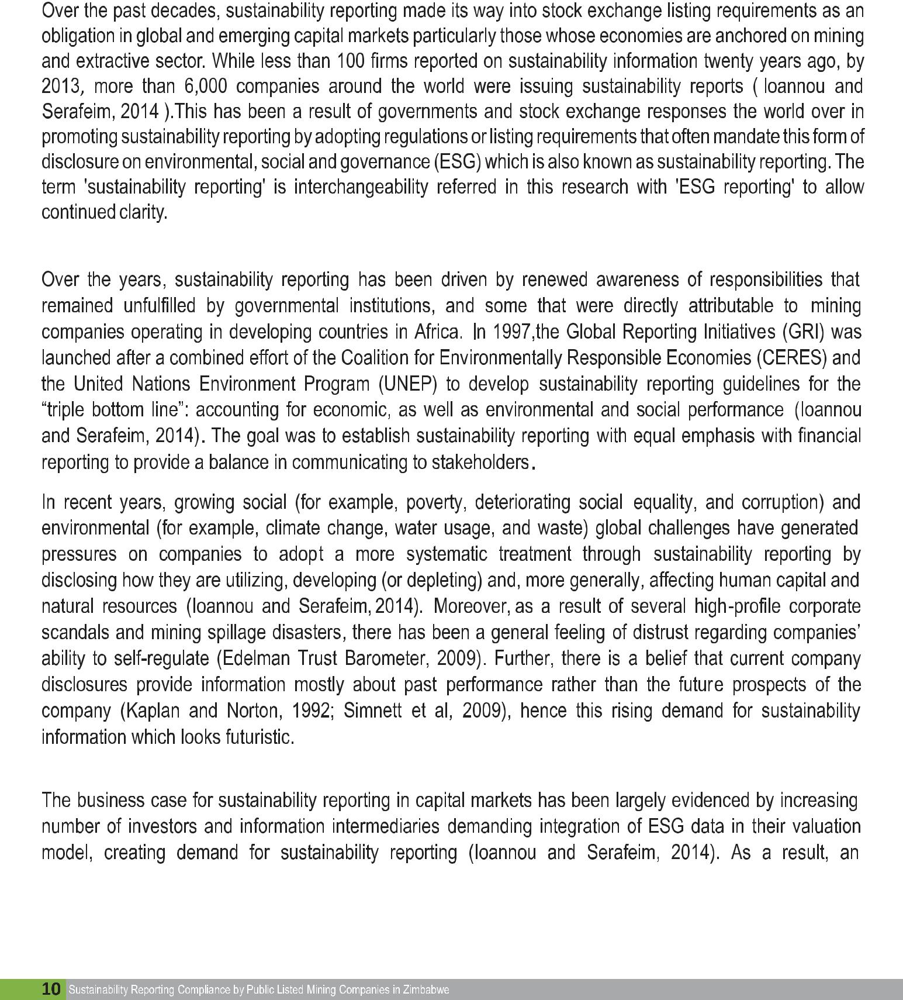 Over the past decades, sustainability reporting made its way into stock exchange listing requirements as an
obligation in global and emerging capital markets particularly those whose economies are anchored on mining
and extractive sector. While less than 100 firms reported on sustainability information twenty years ago, by
2013, more than 6,000 companies around the world were issuing sustainability reports ( Ioannou and
Serafeim, 2014 ).This has been a result of governments and stock exchange responses the world over in
promoting sustainability reporting by adopting regulations or listing requirements that often mandate this form of
disclosure on environmental, social and governance (ESG) which is also known as sustainability reporting. The
term 'sustainability reporting' is interchangeability referred in this research with 'ESG reporting' to allow
continued clarity.
Over the years, sustainability reporting has been driven by renewed awareness of responsibilities that
remained unfulfilled by governmental institutions, and some that were directly attributable to mining
companies operating in developing countries in Africa. In 1997,the Global Reporting Initiatives (GRI) was
launched after a combined effort of the Coalition for Environmentally Responsible Economies (CERES) and
the United Nations Environment Program (UNEP) to develop sustainability reporting guidelines for the
“triple bottom line”: accounting for economic, as well as environmental and social performance (Ioannou
and Serafeim, 2014). The goal was to establish sustainability reporting with equal emphasis with financial
reporting to provide a balance in communicating to stakeholders.
In recent years, growing social (for example, poverty, deteriorating social equality, and corruption) and
environmental (for example, climate change, water usage, and waste) global challenges have generated
pressures on companies to adopt a more systematic treatment through sustainability reporting by
disclosing how they are utilizing, developing (or depleting) and, more generally, affecting human capital and
natural resources (Ioannou and Serafeim, 2014). Moreover, as a result of several high-profile corporate
scandals and mining spillage disasters, there has been a general feeling of distrust regarding companies’
ability to self-regulate (Edelman Trust Barometer, 2009). Further, there is a belief that current company
disclosures provide information mostly about past performance rather than the future prospects of the
company (Kaplan and Norton, 1992; Simnett et al, 2009), hence this rising demand for sustainability
information which looks futuristic.
The business case for sustainability reporting in capital markets has been largely evidenced by increasing
number of investors and information intermediaries demanding integration of ESG data in their valuation
model, creating demand for sustainability reporting (Ioannou and Serafeim, 2014). As a result, an
10 Sustainability Reporting Compliance by Public Listed Mining Companies in Zimbabwe